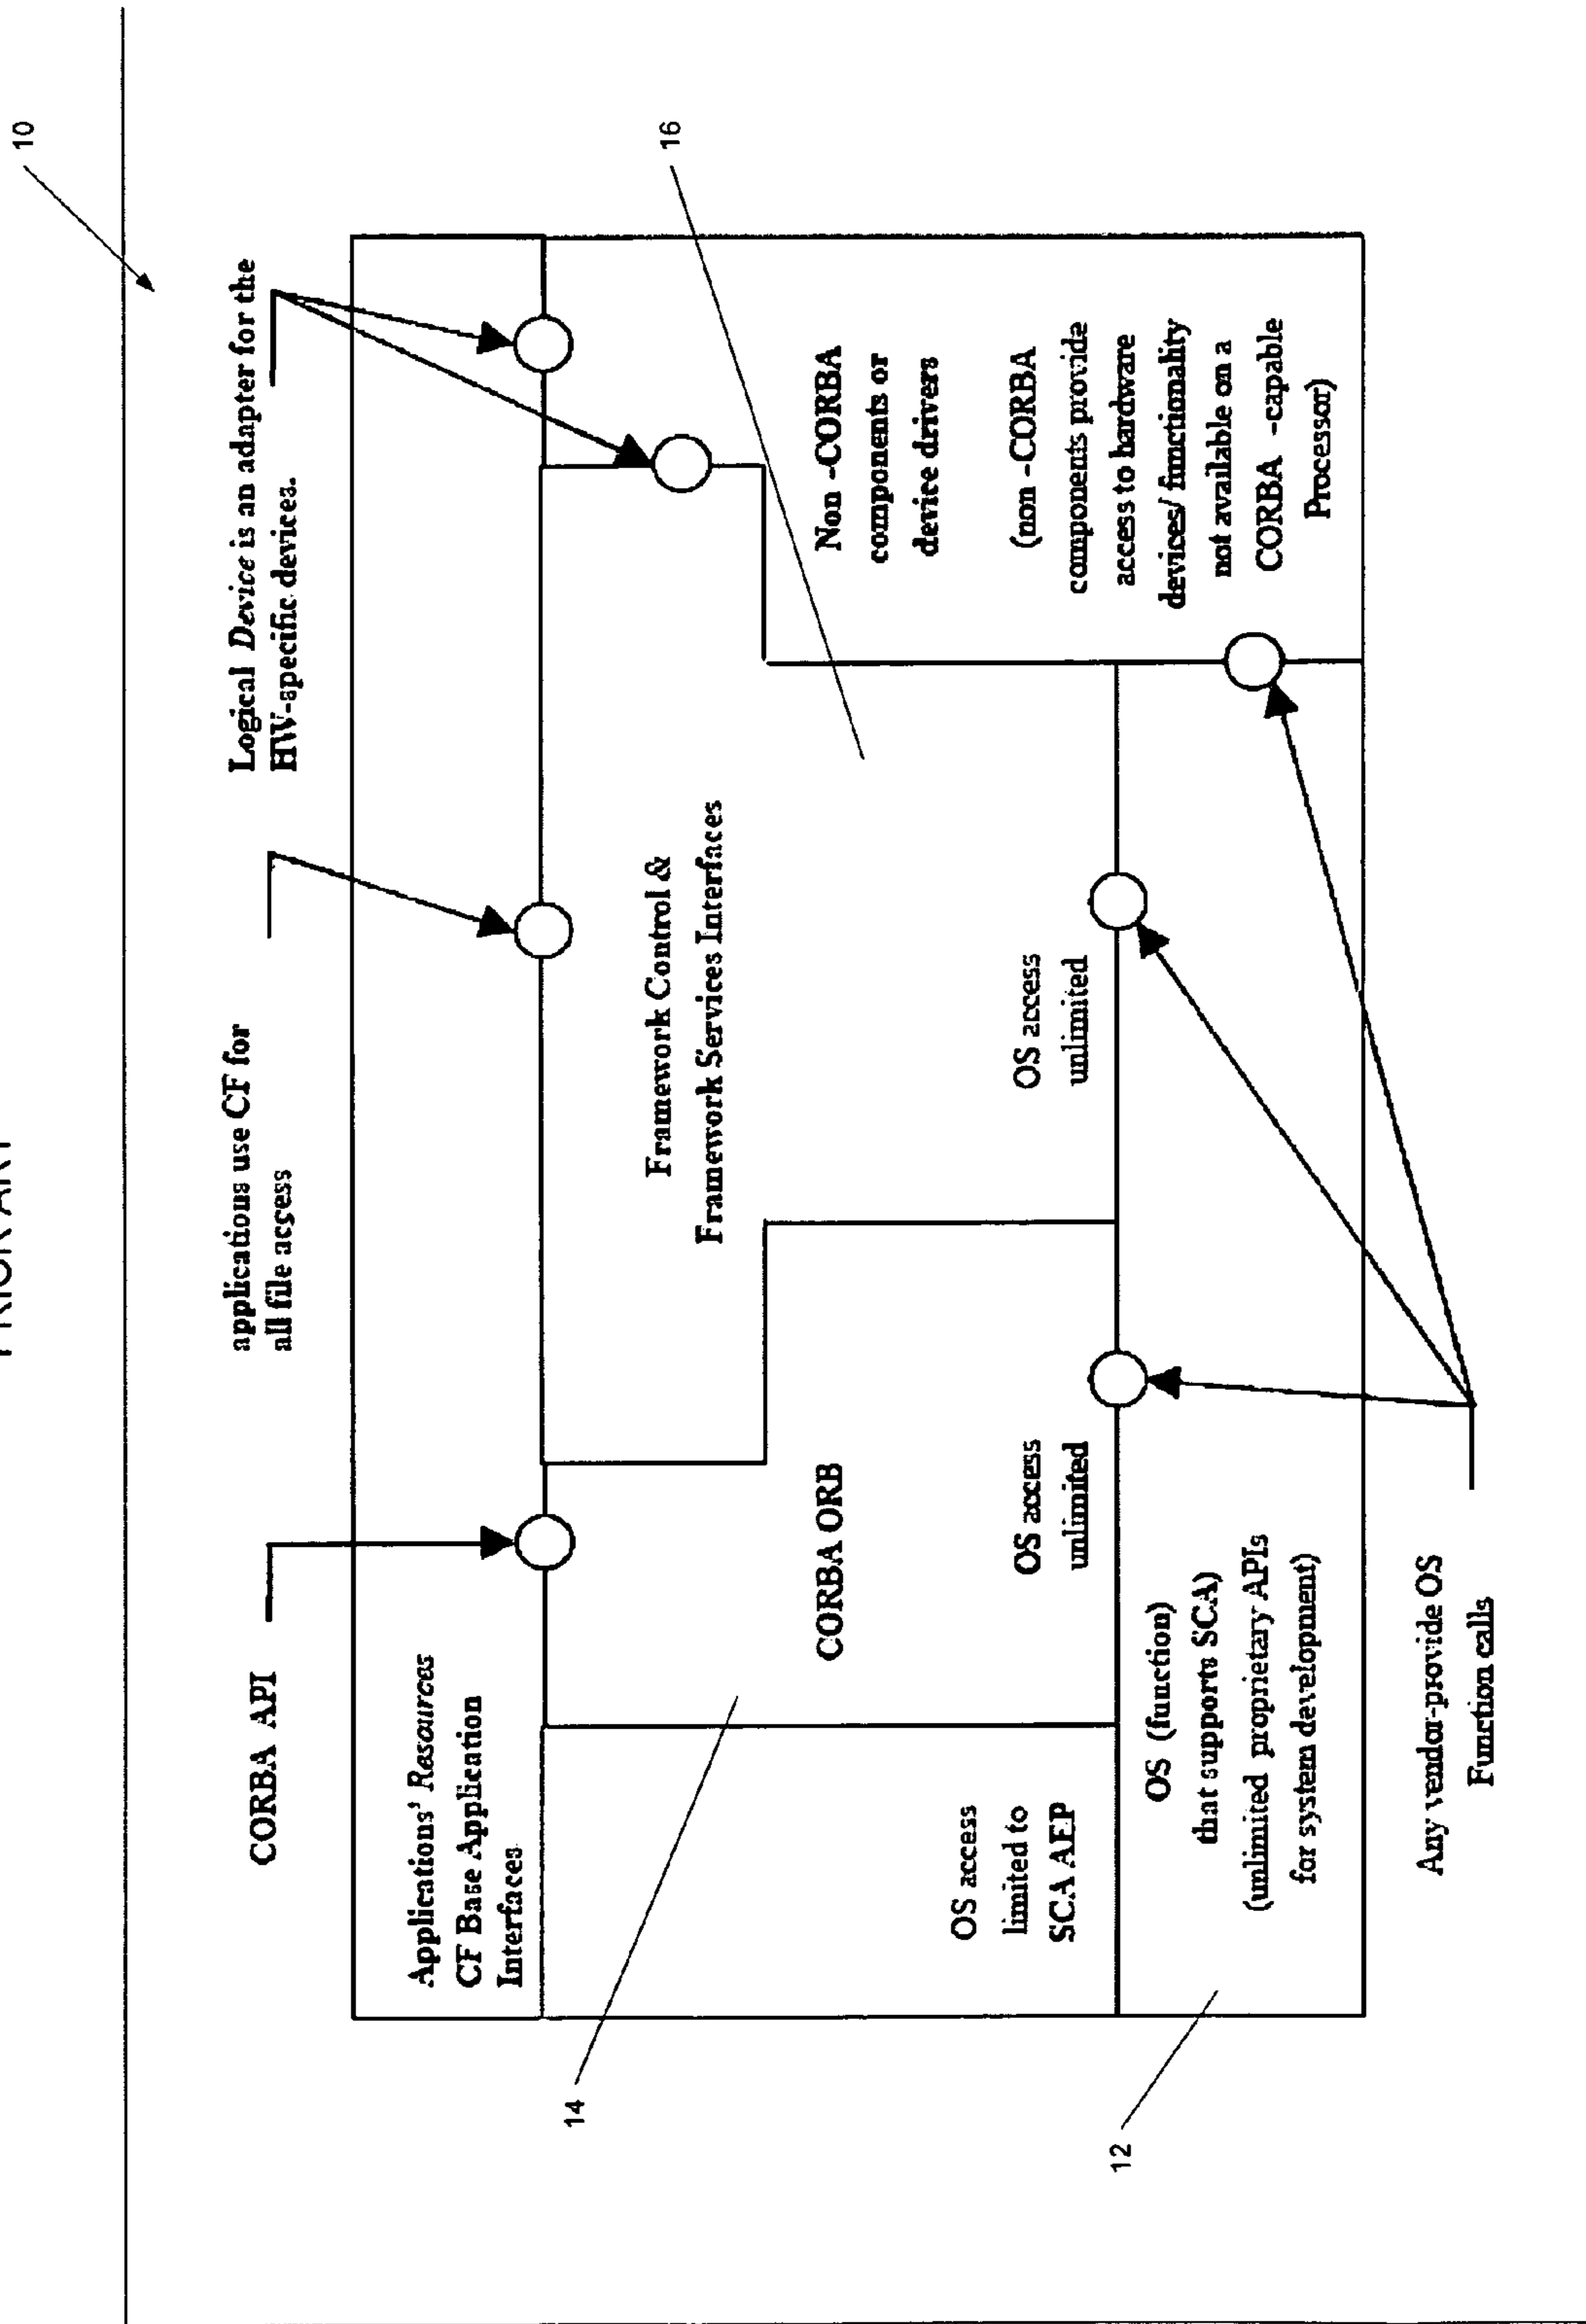 PRIOR ART
10
CORBA API
applications use CF for
all file access
Logical Device is an adapter for the
HW-specific devices.
Applications' Resources
CF Base Application
Interfaces
14
16
Framework Control &
Framework Services Interfaces
CORBA ORB
Non -CORBA
components or
device drivers
(non -CORBA
components provide
access to hardware
devices/ functionality
not available on a
CORBA -capable
Processor)
OS access
limited to
SCA AEP
OS access
unlimited
OS access
unlimited
12
OS (function)
that supports SCA)
(unlimited proprietary APIs
for system development)
Any vendor-provide OS
Function calls